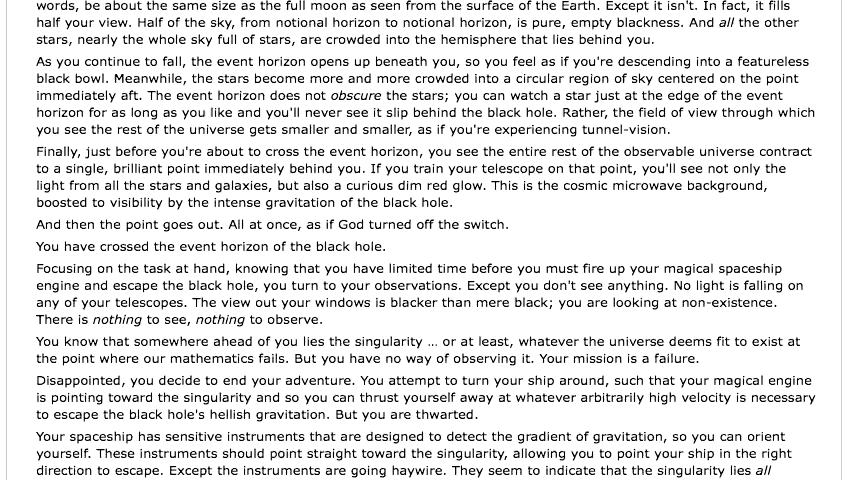 words, be about the same size as the full moon as seen from the surface of the Earth. Except it isn't. In fact, it fills
half your view. Half of the sky, from notional horizon to notional horizon, is pure, empty blackness. And all the other
stars, nearly the whole sky full of stars, are crowded into the hemisphere that lies behind you.
As you continue to fall, the event horizon opens up beneath you, so you feel as if you're descending into a featureless
black bowl. Meanwhile, the stars become more and more crowded into a circular region of sky centered on the point
immediately aft. The event horizon does not obscure the stars; you can watch a star just at the edge of the event
horizon for as long as you like and you'll never see it slip behind the black hole. Rather, the field of view through which
you see the rest of the universe gets smaller and smaller, as if you're experiencing tunnel-vision.
Finally, just before you're about to cross the event horizon, you see the entire rest of the observable universe contract
to a single, brilliant point immediately behind you. If you train your telescope on that point, you'll see not only the
light from all the stars and galaxies, but also a curious dim red glow. This is the cosmic microwave background,
boosted to visibility by the intense gravitation of the black hole.
And then the point goes out. All at once, as if God turned off the switch.
You have crossed the event horizon of the black hole.
Focusing on the task at hand, knowing that you have limited time before you must fire up your magical spaceship
engine and escape the black hole, you turn to your observations. Except you don't see anything. No light is falling on
any of your telescopes. The view out your windows is blacker than mere black; you are looking at non-existence.
There is nothing to see, nothing to observe.
You know that somewhere ahead of you lies the singularity … or at least, whatever the universe deems fit to exist at
the point where our mathematics fails. But you have no way of observing it. Your mission is a failure.
Disappointed, you decide to end your adventure. You attempt to turn your ship around, such that your magical engine
is pointing toward the singularity and so you can thrust yourself away at whatever arbitrarily high velocity is necessary
to escape the black hole's hellish gravitation. But you are thwarted.
Your spaceship has sensitive instruments that are designed to detect the gradient of gravitation, so you can orient
yourself. These instruments should point straight toward the singularity, allowing you to point your ship in the right
direction to escape. Except the instruments are going haywire. They seem to indicate that the singularity lies all